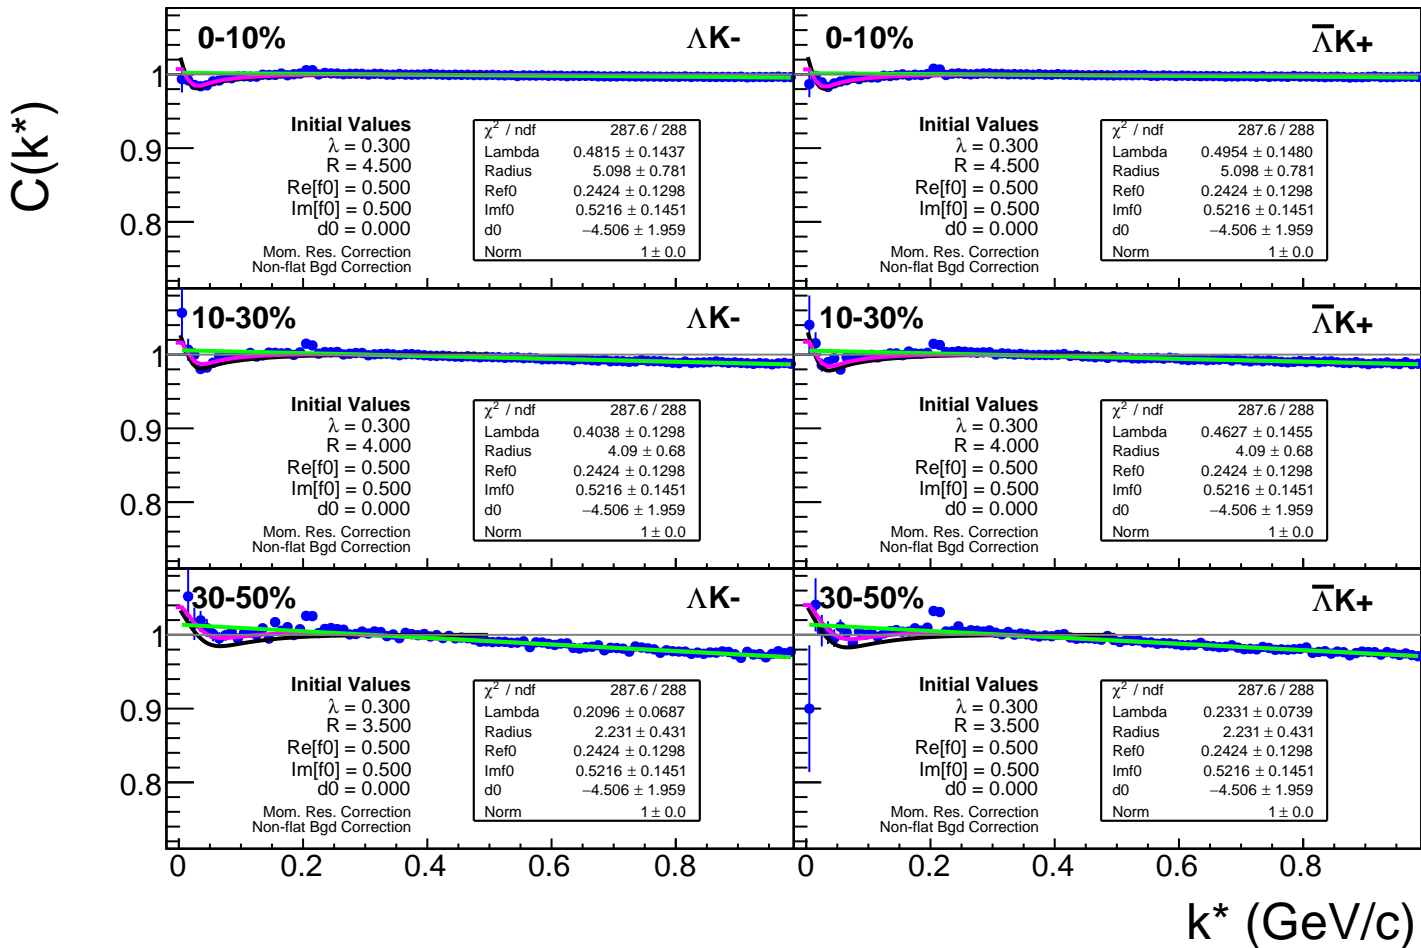 C(k*)
0-10%
ΛK-
1
0.9
0.8
Initial Values
λ = 0.300
R = 4.500
Re[f0] = 0.500
Im[f0] = 0.500
d0 = 0.000
Mom. Res. Correction
Non-flat Bgd Correction
χ² / ndf 287.6 / 288
Lambda 0.4815 ± 0.1437
Radius 5.098 ± 0.781
Ref0 0.2424 ± 0.1298
Imf0 0.5216 ± 0.1451
d0 −4.506 ± 1.959
Norm 1 ± 0.0
0-10%
Λ̅K+
Initial Values
λ = 0.300
R = 4.500
Re[f0] = 0.500
Im[f0] = 0.500
d0 = 0.000
Mom. Res. Correction
Non-flat Bgd Correction
χ² / ndf 287.6 / 288
Lambda 0.4954 ± 0.1480
Radius 5.098 ± 0.781
Ref0 0.2424 ± 0.1298
Imf0 0.5216 ± 0.1451
d0 −4.506 ± 1.959
Norm 1 ± 0.0
10-30%
ΛK-
1
0.9
0.8
Initial Values
λ = 0.300
R = 4.000
Re[f0] = 0.500
Im[f0] = 0.500
d0 = 0.000
Mom. Res. Correction
Non-flat Bgd Correction
χ² / ndf 287.6 / 288
Lambda 0.4038 ± 0.1298
Radius 4.09 ± 0.68
Ref0 0.2424 ± 0.1298
Imf0 0.5216 ± 0.1451
d0 −4.506 ± 1.959
Norm 1 ± 0.0
10-30%
Λ̅K+
Initial Values
λ = 0.300
R = 4.000
Re[f0] = 0.500
Im[f0] = 0.500
d0 = 0.000
Mom. Res. Correction
Non-flat Bgd Correction
χ² / ndf 287.6 / 288
Lambda 0.4627 ± 0.1455
Radius 4.09 ± 0.68
Ref0 0.2424 ± 0.1298
Imf0 0.5216 ± 0.1451
d0 −4.506 ± 1.959
Norm 1 ± 0.0
30-50%
ΛK-
1
0.9
0.8
Initial Values
λ = 0.300
R = 3.500
Re[f0] = 0.500
Im[f0] = 0.500
d0 = 0.000
Mom. Res. Correction
Non-flat Bgd Correction
χ² / ndf 287.6 / 288
Lambda 0.2096 ± 0.0687
Radius 2.231 ± 0.431
Ref0 0.2424 ± 0.1298
Imf0 0.5216 ± 0.1451
d0 −4.506 ± 1.959
Norm 1 ± 0.0
30-50%
Λ̅K+
Initial Values
λ = 0.300
R = 3.500
Re[f0] = 0.500
Im[f0] = 0.500
d0 = 0.000
Mom. Res. Correction
Non-flat Bgd Correction
χ² / ndf 287.6 / 288
Lambda 0.2331 ± 0.0739
Radius 2.231 ± 0.431
Ref0 0.2424 ± 0.1298
Imf0 0.5216 ± 0.1451
d0 −4.506 ± 1.959
Norm 1 ± 0.0
0 0.2 0.4 0.6 0.8 0 0.2 0.4 0.6 0.8
k* (GeV/c)